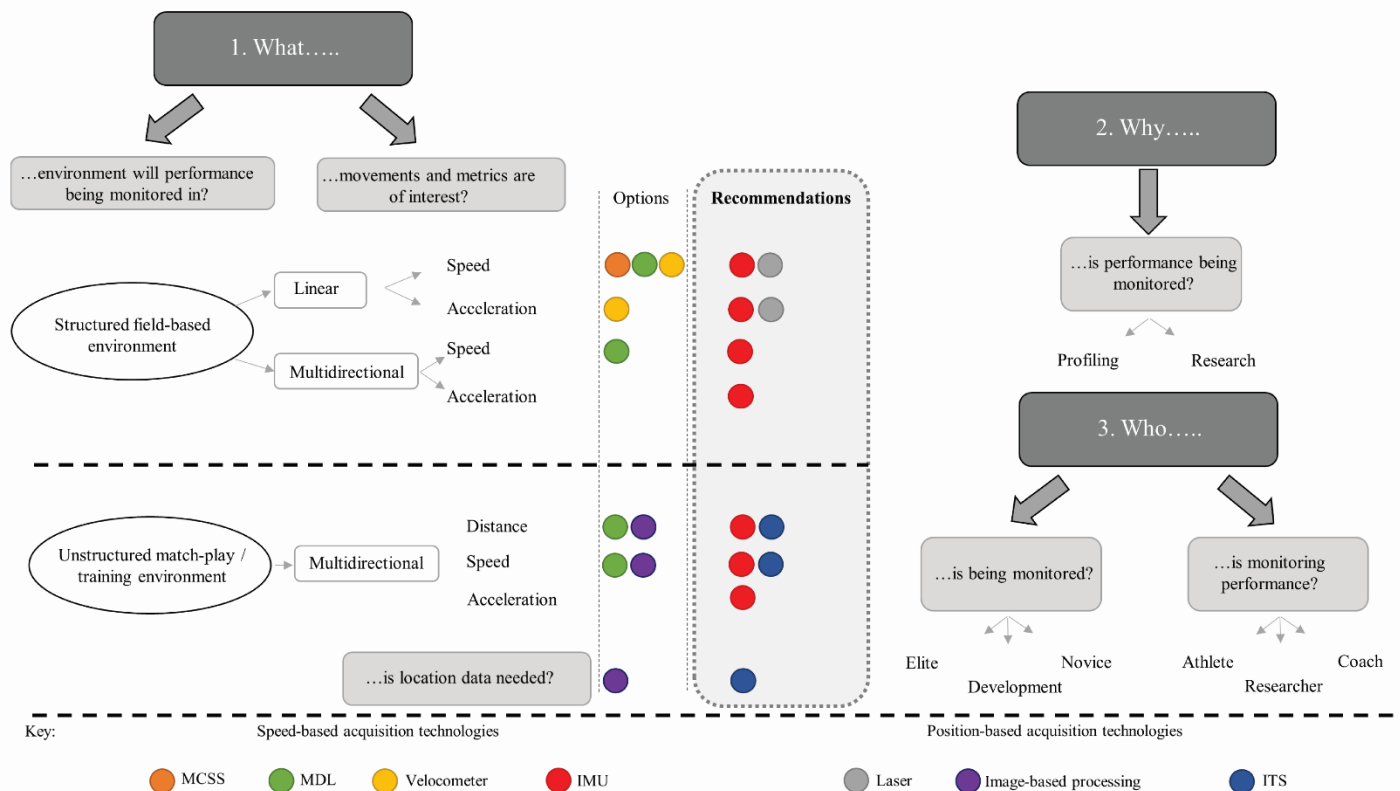 1. What…..
…environment will performance
being monitored in?
…movements and metrics are
of interest?
Options
Recommendations
Structured field-based
environment
Linear
Speed
Acceleration
Multidirectional
Speed
Acceleration
Unstructured match-play /
training environment
Multidirectional
Distance
Speed
Acceleration
…is location data needed?
2. Why…..
…is performance being
monitored?
Profiling
Research
3. Who…..
…is being monitored?
…is monitoring
performance?
Elite
Novice
Development
Athlete
Coach
Researcher
Key:
Speed-based acquisition technologies
Position-based acquisition technologies
MCSS
MDL
Velocometer
IMU
Laser
Image-based processing
ITS